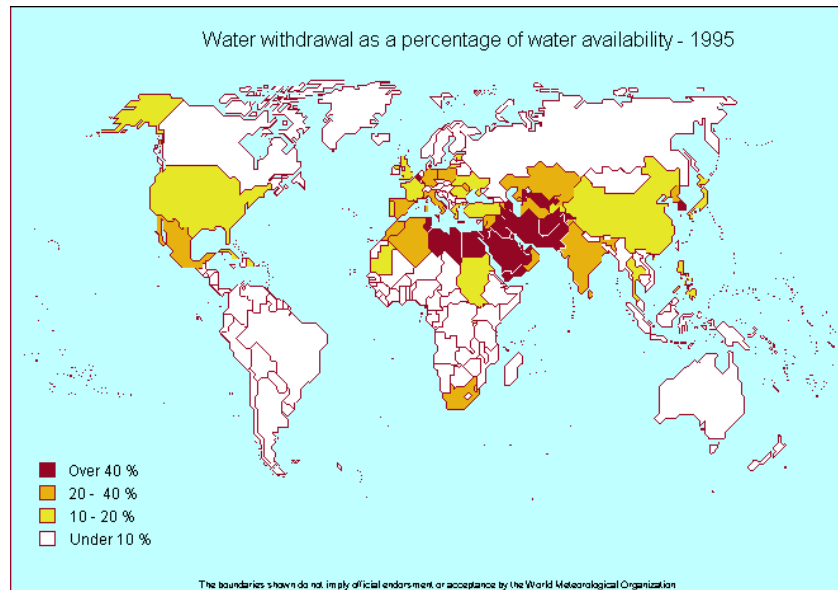 Water withdrawal as a percentage of water availability - 1995
Over 40 %
20 - 40 %
10 - 20 %
Under 10 %
The boundaries shown do not imply official endorsment or acceptance by the World Meteorological Organization